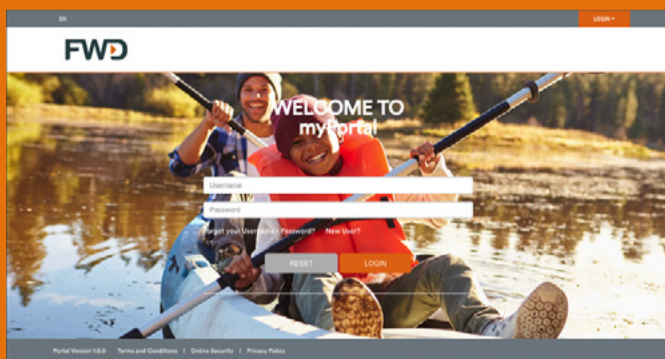 EN
LOGIN
FWD
WELCOME TO
myPortal
Username
Password
Forgot your Username / Password? New User?
RESET
LOGIN
Portal Version 1.0.0 Terms and Conditions | Online Security | Privacy Policy